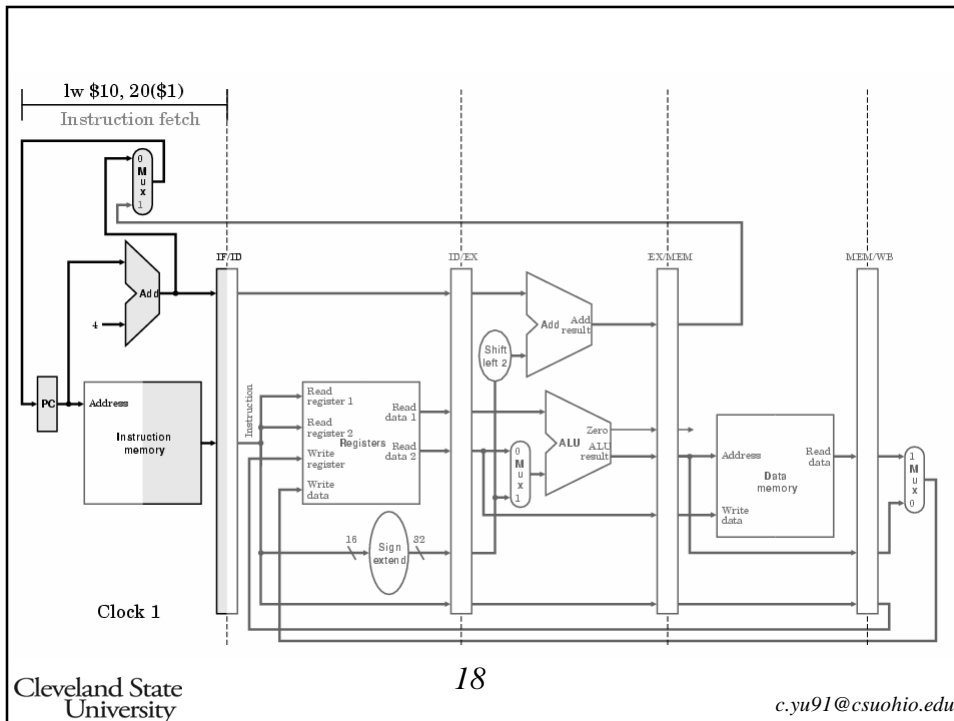 lw $10, 20($1)
Instruction fetch
0
M
u
x
1
IF/ID
ID/EX
EX/MEM
MEM/WB
Add
4
Add
Add
result
Shift
left 2
PC
Address
Instruction
memory
Instruction
Read
register 1
Read
register 2
Write
register
Write
data
Registers
Read
data 1
Read
data 2
0
M
u
x
1
ALU
Zero
ALU
result
Address
Write
data
Read
data
Data
memory
1
M
u
x
0
16
Sign
extend
32
Clock 1
Cleveland State
University
18
c.yu91@csuohio.edu